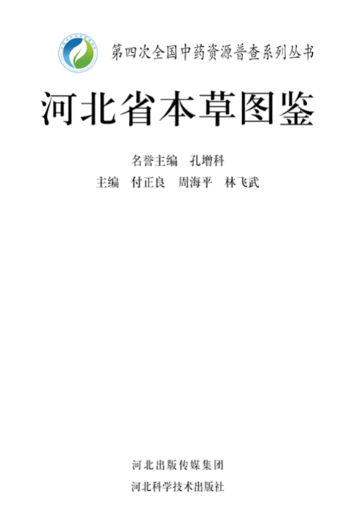 第四次全国中药资源普查系列丛书
河北省本草图鉴
名誉主编 孔增科
主编 付正良 周海平 林飞武
河北出版传媒集团
河北科学技术出版社